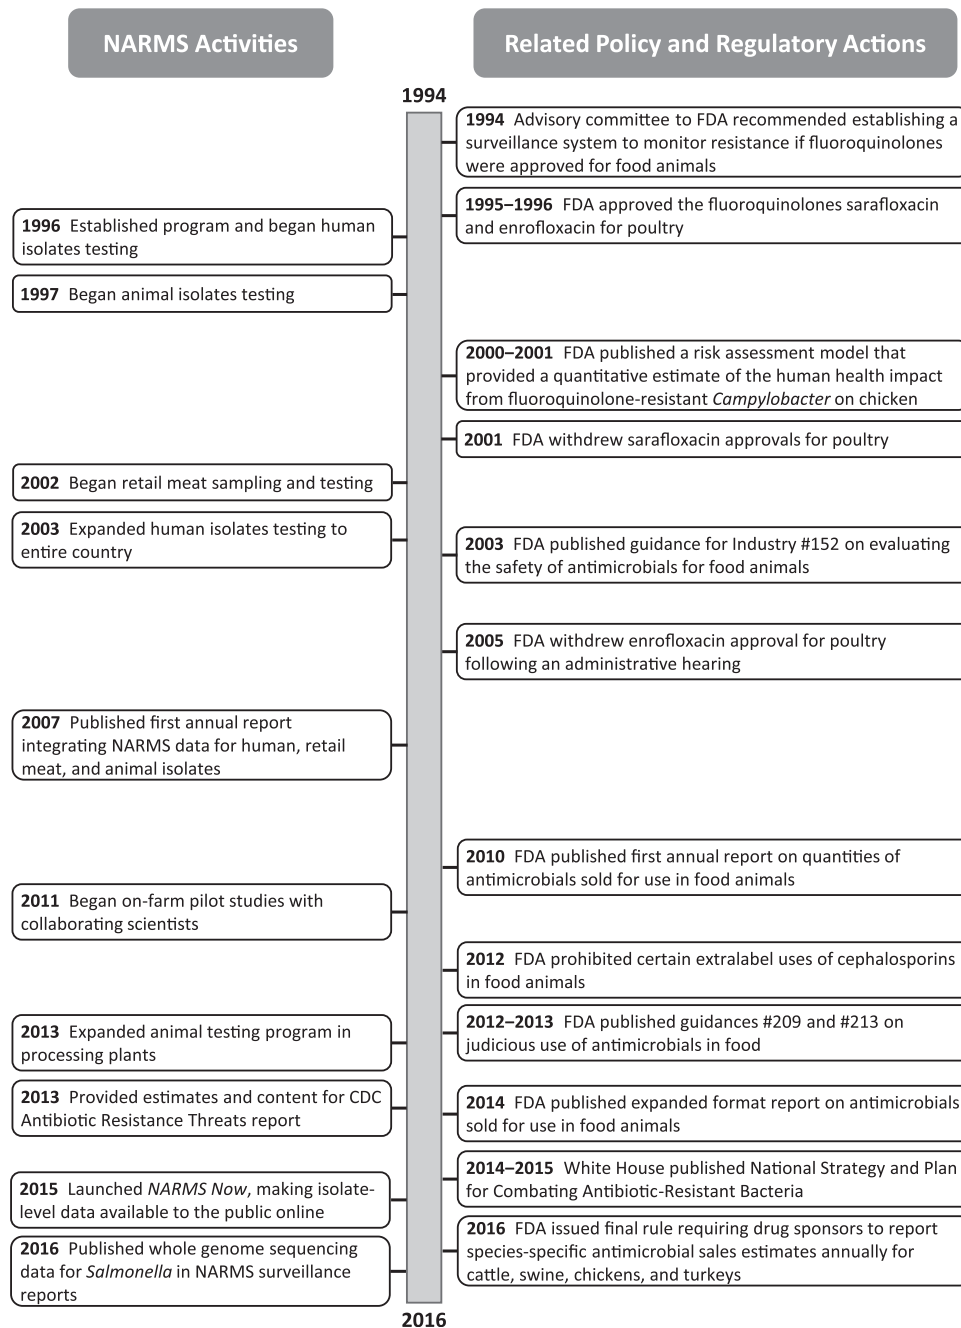 NARMS Activities
Related Policy and Regulatory Actions
1994
1994 Advisory committee to FDA recommended establishing a
surveillance system to monitor resistance if fluoroquinolones
were approved for food animals
1995–1996 FDA approved the fluoroquinolones sarafloxacin
and enrofloxacin for poultry
1996 Established program and began human
isolates testing
1997 Began animal isolates testing
2000–2001 FDA published a risk assessment model that
provided a quantitative estimate of the human health impact
from fluoroquinolone-resistant Campylobacter on chicken
2001 FDA withdrew sarafloxacin approvals for poultry
2002 Began retail meat sampling and testing
2003 Expanded human isolates testing to
entire country
2003 FDA published guidance for Industry #152 on evaluating
the safety of antimicrobials for food animals
2005 FDA withdrew enrofloxacin approval for poultry
following an administrative hearing
2007 Published first annual report
integrating NARMS data for human, retail
meat, and animal isolates
2010 FDA published first annual report on quantities of
antimicrobials sold for use in food animals
2011 Began on-farm pilot studies with
collaborating scientists
2012 FDA prohibited certain extralabel uses of cephalosporins
in food animals
2012–2013 FDA published guidances #209 and #213 on
judicious use of antimicrobials in food
2013 Expanded animal testing program in
processing plants
2013 Provided estimates and content for CDC
Antibiotic Resistance Threats report
2014 FDA published expanded format report on antimicrobials
sold for use in food animals
2014–2015 White House published National Strategy and Plan
for Combating Antibiotic-Resistant Bacteria
2015 Launched NARMS Now, making isolate-
level data available to the public online
2016 FDA issued final rule requiring drug sponsors to report
species-specific antimicrobial sales estimates annually for
cattle, swine, chickens, and turkeys
2016 Published whole genome sequencing
data for Salmonella in NARMS surveillance
reports
2016